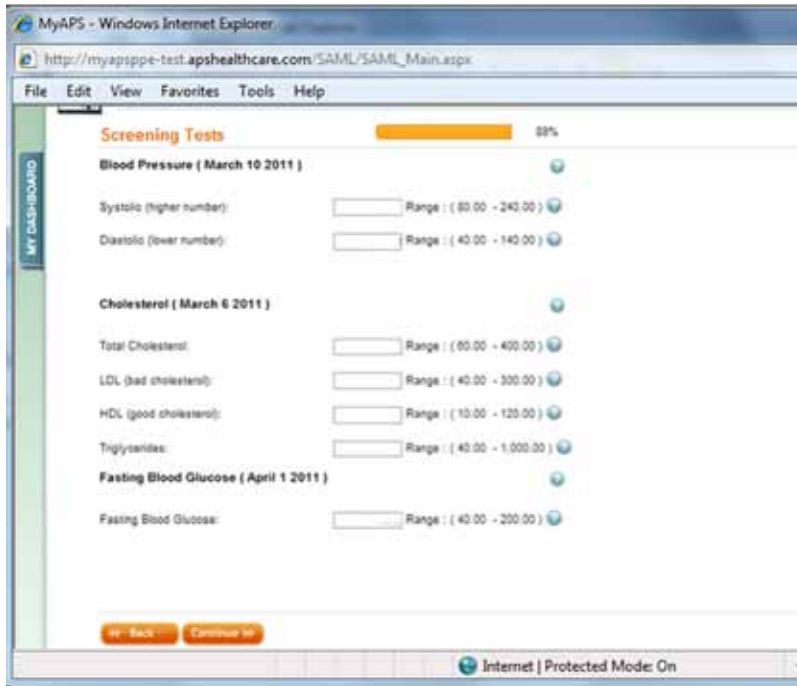 MyAPS - Windows Internet Explorer
http://myapsppe-test.apshealthcare.com/SAML/SAML_Main.aspx
File Edit View Favorites Tools Help
MY DASHBOARD
Screening Tests 88%
Blood Pressure ( March 10 2011 )
Systolic (higher number): Range : ( 80.00 - 240.00 )
Diastolic (lower number): Range : ( 40.00 - 140.00 )
Cholesterol ( March 6 2011 )
Total Cholesterol: Range : ( 60.00 - 400.00 )
LDL (bad cholesterol): Range : ( 40.00 - 300.00 )
HDL (good cholesterol): Range : ( 10.00 - 120.00 )
Triglycerides: Range : ( 40.00 - 1,000.00 )
Fasting Blood Glucose ( April 1 2011 )
Fasting Blood Glucose: Range : ( 40.00 - 200.00 )
<< Back Continue >>
Internet | Protected Mode: On